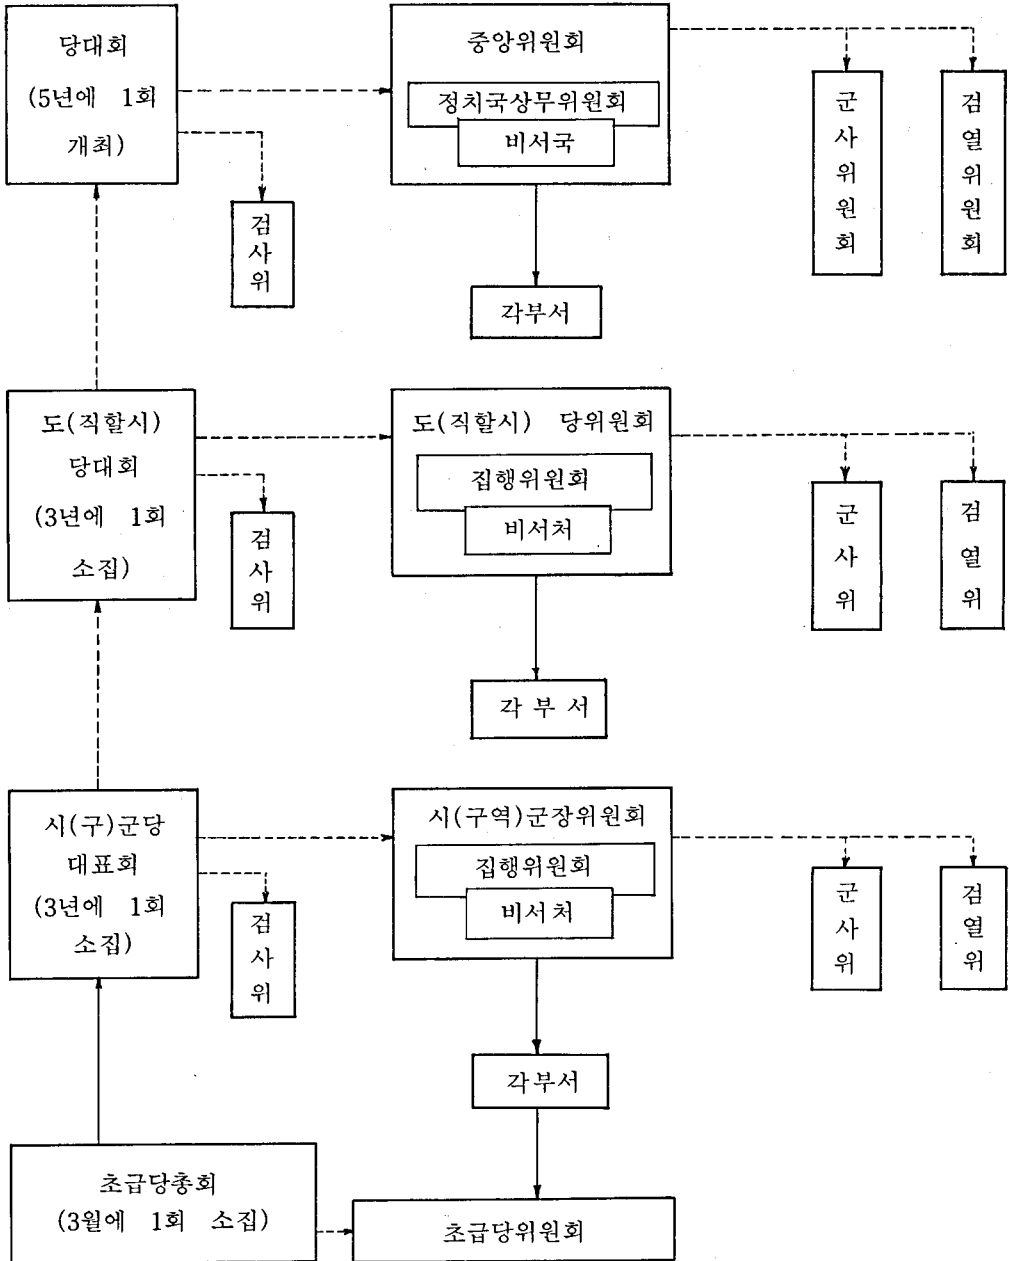 당대회
(5년에 1회
개최)
중앙위원회
정치국상무위원회
비서국
군사위원회
검열위원회
검사위
각부서
도(직할시)
당대회
(3년에 1회
소집)
도(직할시) 당위원회
집행위원회
비서처
군사위
검열위
검사위
각 부 서
시(구)군당
대표회
(3년에 1회
소집)
시(구역)군장위원회
집행위원회
비서처
군사위
검열위
검사위
각부서
초급당총회
(3월에 1회 소집)
초급당위원회